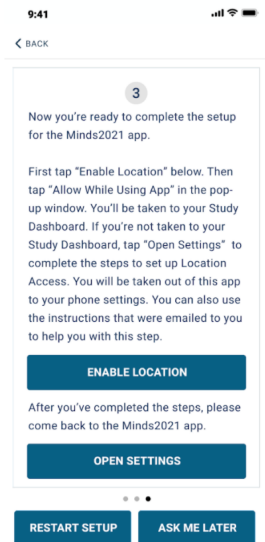 9:41
BACK
3
Now you're ready to complete the setup
for the Minds2021 app.
First tap "Enable Location" below. Then
tap "Allow While Using App" in the pop-
up window. You'll be taken to your Study
Dashboard. If you're not taken to your
Study Dashboard, tap "Open Settings" to
complete the steps to set up Location
Access. You will be taken out of this app
to your phone settings. You can also use
the instructions that were emailed to you
to help you with this step.
ENABLE LOCATION
After you've completed the steps, please
come back to the Minds2021 app.
OPEN SETTINGS
RESTART SETUP
ASK ME LATER